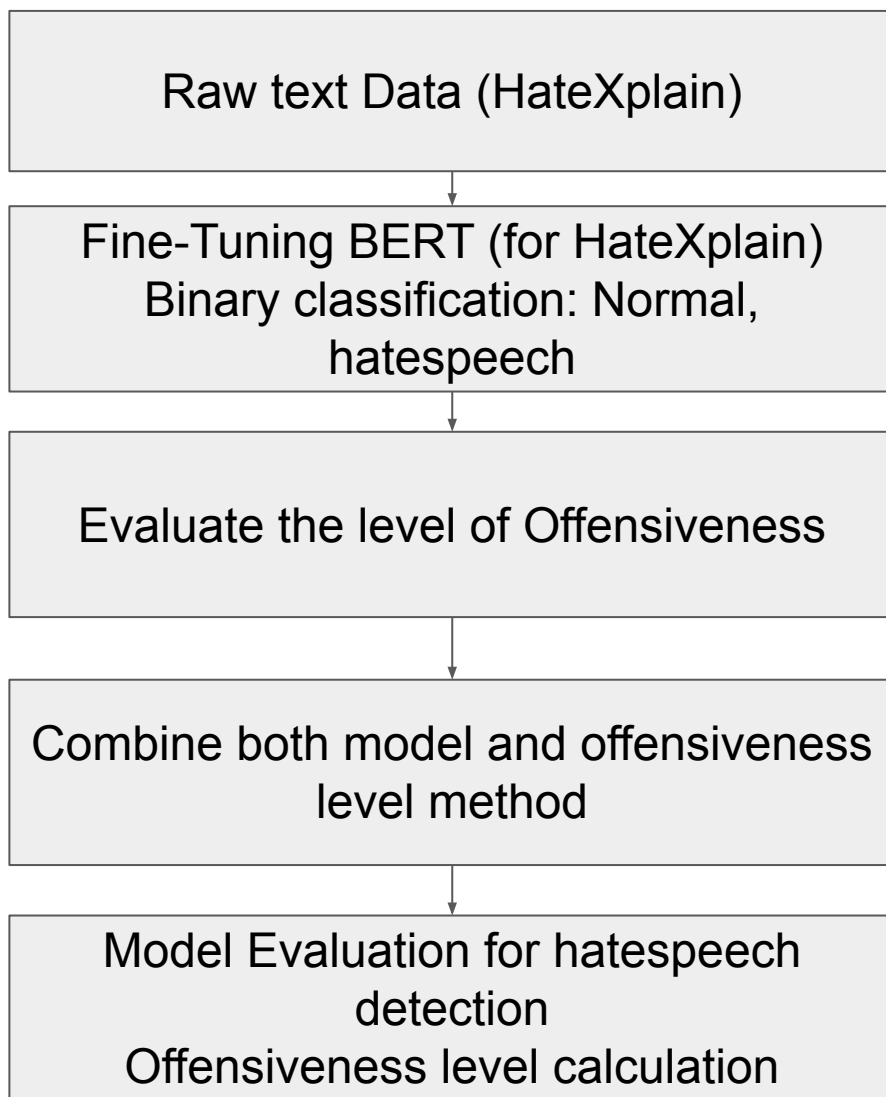 Raw text Data (HateXplain)
Fine-Tuning BERT (for HateXplain)
Binary classification: Normal,
hatespeech
Evaluate the level of Offensiveness
Combine both model and offensiveness
level method
Model Evaluation for hatespeech
detection
Offensiveness level calculation